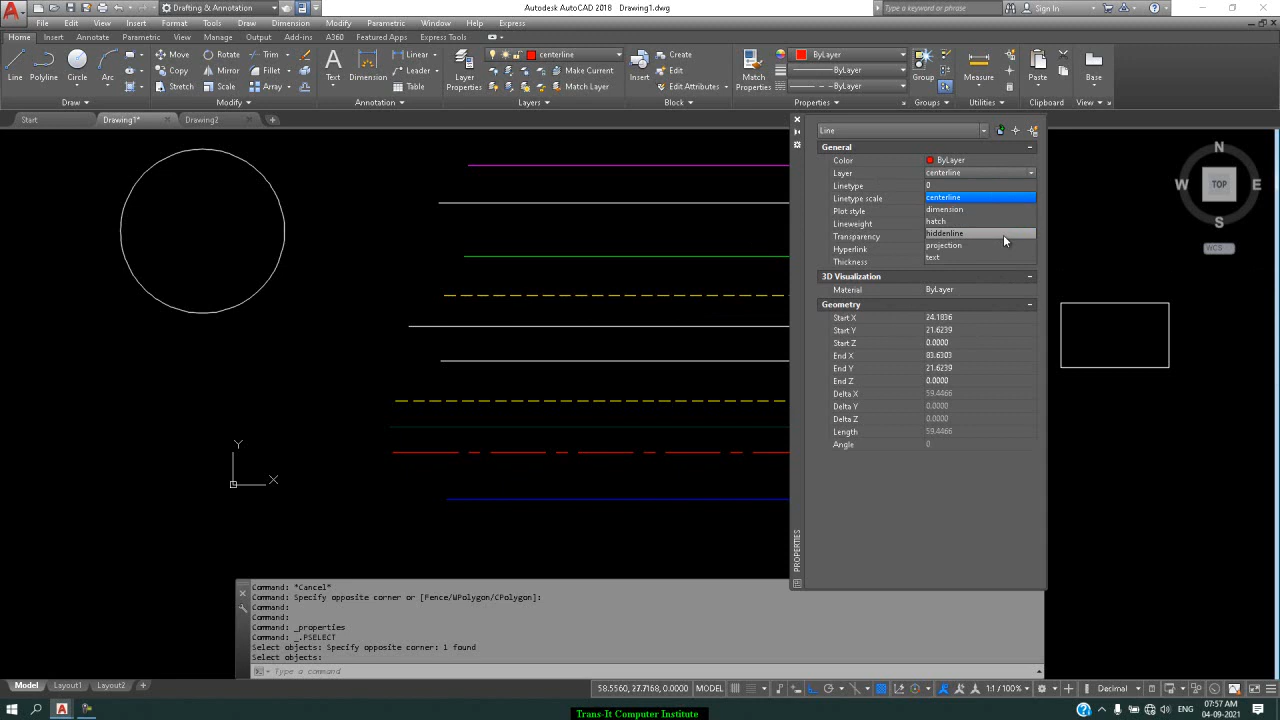 Drafting & Annotation
Autodesk AutoCAD 2018 Drawing1.dwg
Type a keyword or phrase
Sign In
File Edit View Insert Format Tools Draw Dimension Modify Parametric Window Help Express
Home Insert Annotate Parametric View Manage Output Add-ins A360 Featured Apps Express Tools
Line Polyline Circle Arc
Move Rotate Trim
Copy Mirror Fillet
Stretch Scale Array
Text Dimension
Linear
Leader
Table
Layer Properties
centerline
Make Current
Match Layer
Insert
Create
Edit
Edit Attributes
Match Properties
ByLayer
ByLayer
ByLayer
Group
Measure
Paste
Base
Draw Modify Annotation Layers Block Properties Groups Utilities Clipboard View
Start Drawing1* Drawing2
Line
General
Color ByLayer
Layer centerline
Linetype 0
Linetype scale centerline
Plot style dimension
Lineweight hatch
Transparency hiddenline
Hyperlink projection
Thickness text
3D Visualization
Material ByLayer
Geometry
Start X 24.1836
Start Y 21.6239
Start Z 0.0000
End X 83.6303
End Y 21.6239
End Z 0.0000
Delta X 59.4466
Delta Y 0.0000
Delta Z 0.0000
Length 59.4466
Angle 0
PROPERTIES
N
W TOP E
S
WCS
Y
X
Command: *Cancel*
Command: Specify opposite corner or [Fence/WPolygon/CPolygon]:
Command:
Command:
Command: _properties
Command: _.PSELECT
Select objects: Specify opposite corner: 1 found
Select objects:
Type a command
Model Layout1 Layout2
58.5560, 27.7168, 0.0000 MODEL
1:1 / 100%
Decimal
ENG
07:57 AM
04-09-2021
Trans-It Computer Institute